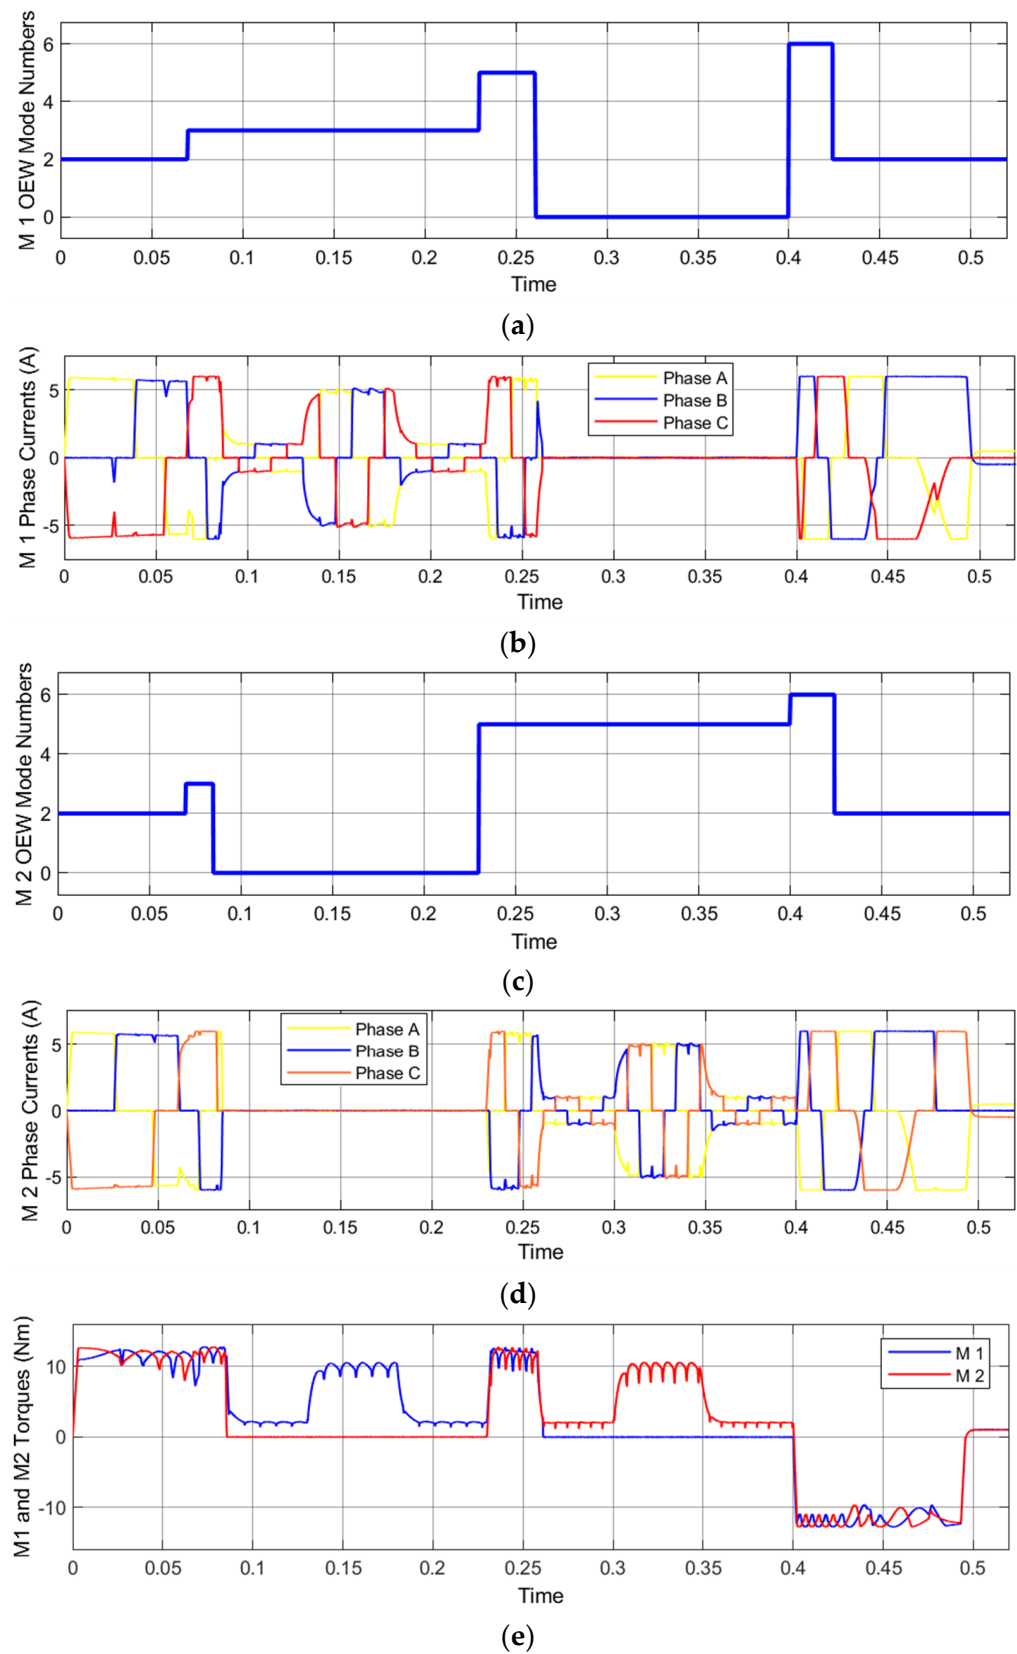 M 1 OEW Mode Numbers
6
4
2
0
0 0.05 0.1 0.15 0.2 0.25 0.3 0.35 0.4 0.45 0.5
Time
(a)
M 1 Phase Currents (A)
5
0
-5
Phase A
Phase B
Phase C
0 0.05 0.1 0.15 0.2 0.25 0.3 0.35 0.4 0.45 0.5
Time
(b)
M 2 OEW Mode Numbers
6
4
2
0
0 0.05 0.1 0.15 0.2 0.25 0.3 0.35 0.4 0.45 0.5
Time
(c)
M 2 Phase Currents (A)
5
0
-5
Phase A
Phase B
Phase C
0 0.05 0.1 0.15 0.2 0.25 0.3 0.35 0.4 0.45 0.5
Time
(d)
M1 and M2 Torques (Nm)
10
0
-10
M 1
M 2
0 0.05 0.1 0.15 0.2 0.25 0.3 0.35 0.4 0.45 0.5
Time
(e)